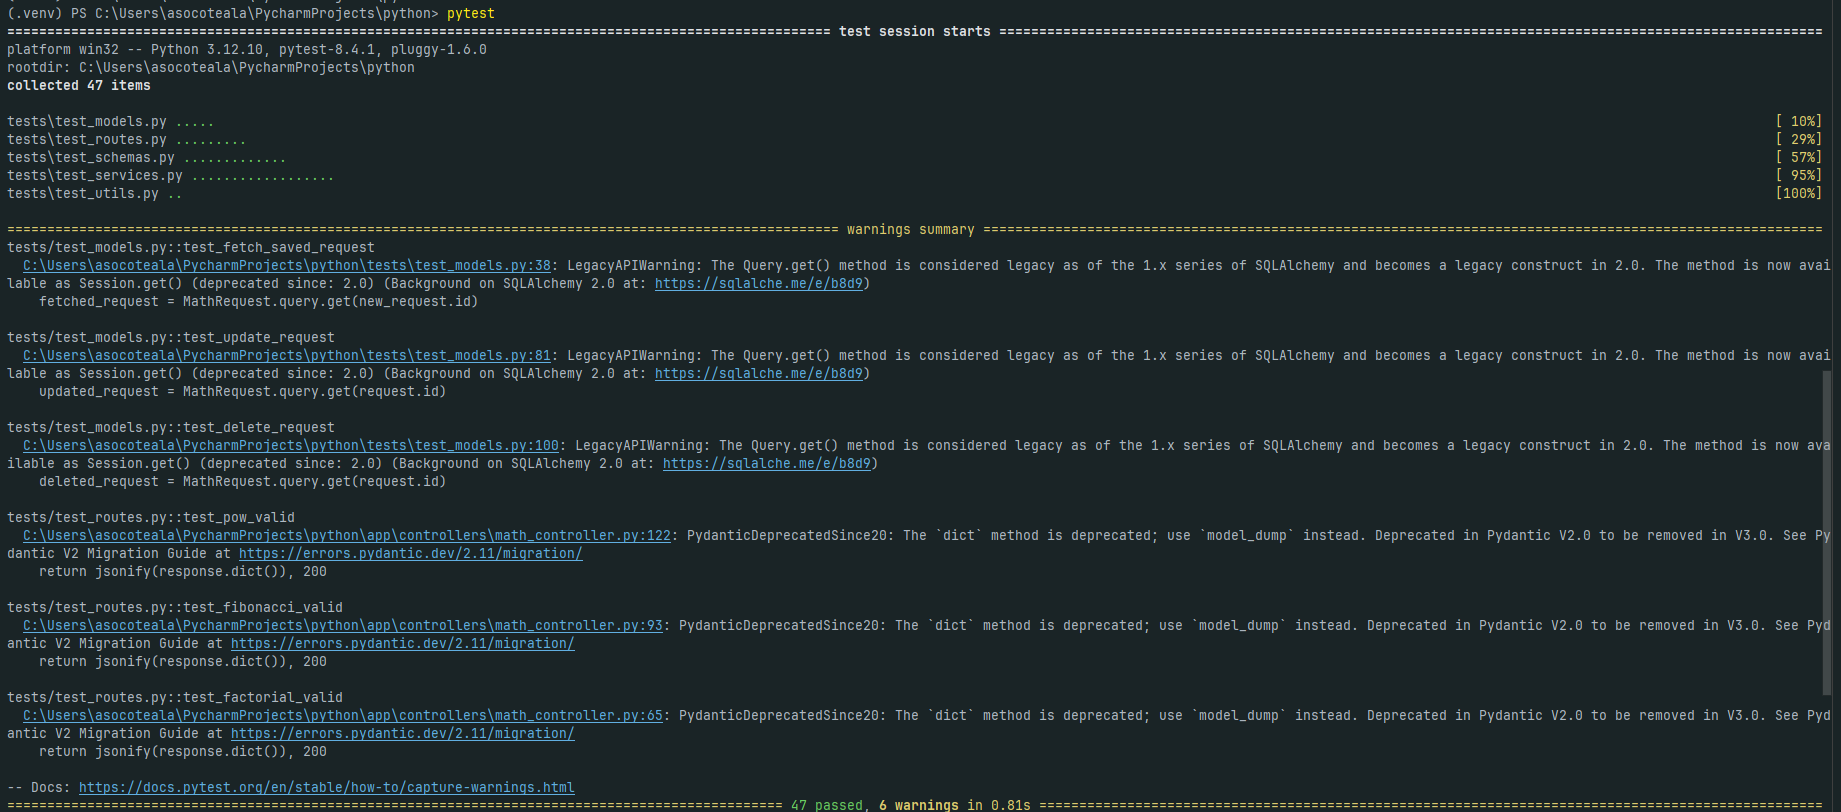 (.venv) PS C:\Users\asocoteala\PycharmProjects\python> pytest
======================================================================================================= test session starts =======================================================================================================
platform win32 -- Python 3.12.10, pytest-8.4.1, pluggy-1.6.0
rootdir: C:\Users\asocoteala\PycharmProjects\python
collected 47 items
tests\test_models.py ..... [ 10%]
tests\test_routes.py ......... [ 29%]
tests\test_schemas.py ............. [ 57%]
tests\test_services.py .................. [ 95%]
tests\test_utils.py .. [100%]
======================================================================================================== warnings summary =========================================================================================================
tests/test_models.py::test_fetch_saved_request
C:\Users\asocoteala\PycharmProjects\python\tests\test_models.py:38: LegacyAPIWarning: The Query.get() method is considered legacy as of the 1.x series of SQLAlchemy and becomes a legacy construct in 2.0. The method is now avai
lable as Session.get() (deprecated since: 2.0) (Background on SQLAlchemy 2.0 at: https://sqlalche.me/e/b8d9)
fetched_request = MathRequest.query.get(new_request.id)
tests/test_models.py::test_update_request
C:\Users\asocoteala\PycharmProjects\python\tests\test_models.py:81: LegacyAPIWarning: The Query.get() method is considered legacy as of the 1.x series of SQLAlchemy and becomes a legacy construct in 2.0. The method is now avai
lable as Session.get() (deprecated since: 2.0) (Background on SQLAlchemy 2.0 at: https://sqlalche.me/e/b8d9)
updated_request = MathRequest.query.get(request.id)
tests/test_models.py::test_delete_request
C:\Users\asocoteala\PycharmProjects\python\tests\test_models.py:100: LegacyAPIWarning: The Query.get() method is considered legacy as of the 1.x series of SQLAlchemy and becomes a legacy construct in 2.0. The method is now ava
ilable as Session.get() (deprecated since: 2.0) (Background on SQLAlchemy 2.0 at: https://sqlalche.me/e/b8d9)
deleted_request = MathRequest.query.get(request.id)
tests/test_routes.py::test_pow_valid
C:\Users\asocoteala\PycharmProjects\python\app\controllers\math_controller.py:122: PydanticDeprecatedSince20: The `dict` method is deprecated; use `model_dump` instead. Deprecated in Pydantic V2.0 to be removed in V3.0. See Py
dantic V2 Migration Guide at https://errors.pydantic.dev/2.11/migration/
return jsonify(response.dict()), 200
tests/test_routes.py::test_fibonacci_valid
C:\Users\asocoteala\PycharmProjects\python\app\controllers\math_controller.py:93: PydanticDeprecatedSince20: The `dict` method is deprecated; use `model_dump` instead. Deprecated in Pydantic V2.0 to be removed in V3.0. See Pyd
antic V2 Migration Guide at https://errors.pydantic.dev/2.11/migration/
return jsonify(response.dict()), 200
tests/test_routes.py::test_factorial_valid
C:\Users\asocoteala\PycharmProjects\python\app\controllers\math_controller.py:65: PydanticDeprecatedSince20: The `dict` method is deprecated; use `model_dump` instead. Deprecated in Pydantic V2.0 to be removed in V3.0. See Pyd
antic V2 Migration Guide at https://errors.pydantic.dev/2.11/migration/
return jsonify(response.dict()), 200
-- Docs: https://docs.pytest.org/en/stable/how-to/capture-warnings.html
================================================================================================= 47 passed, 6 warnings in 0.81s ==================================================================================================